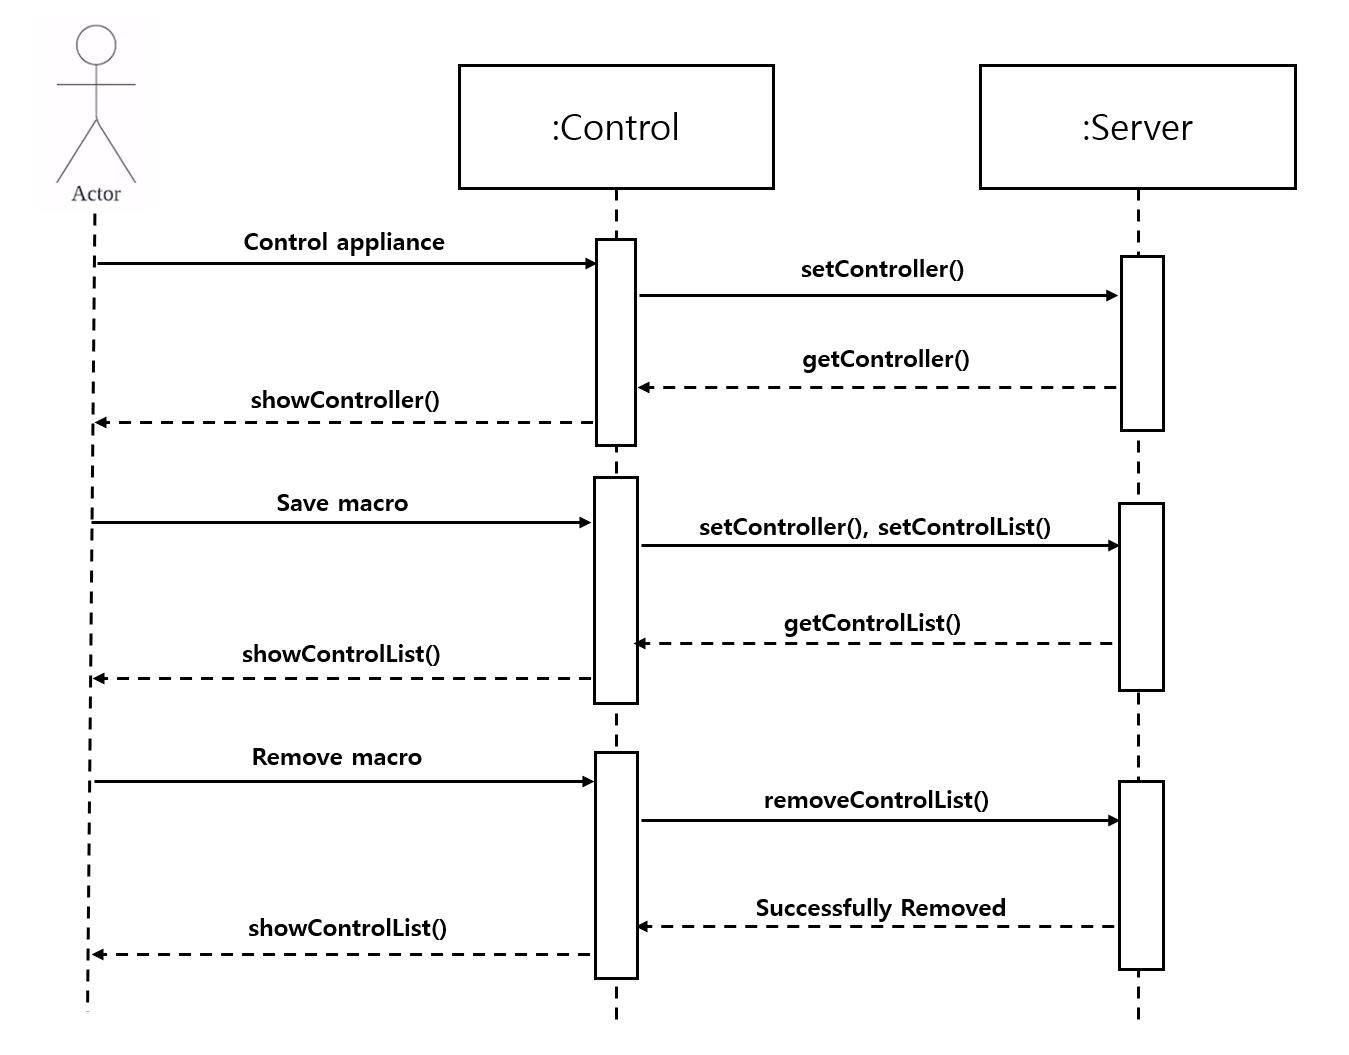 :Control
:Server
Actor
Control appliance
setController()
getController()
showController()
Save macro
setController(), setControlList()
getControlList()
showControlList()
Remove macro
removeControlList()
Successfully Removed
showControlList()